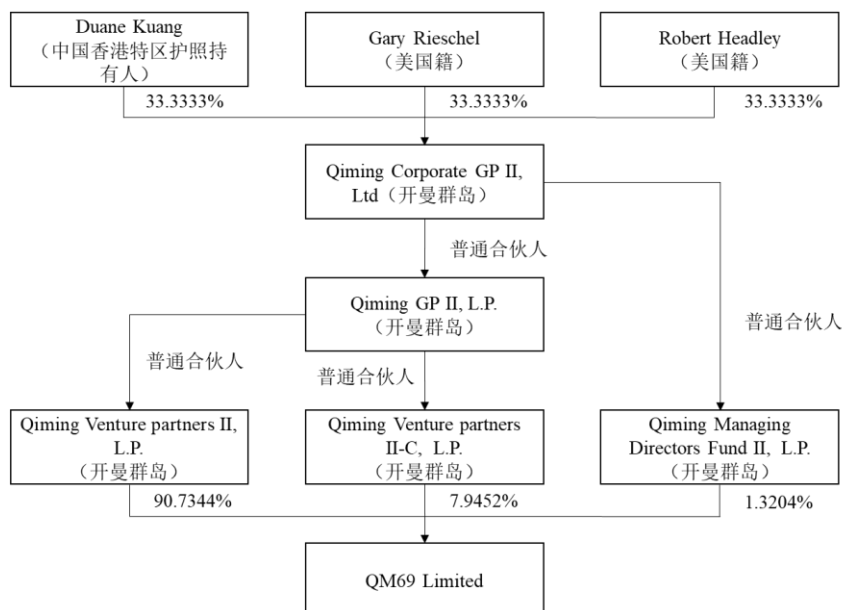 Duane Kuang
（中国香港特区护照持
有人）
Gary Rieschel
（美国籍）
Robert Headley
（美国籍）
33.3333%
33.3333%
33.3333%
Qiming Corporate GP II,
Ltd（开曼群岛）
普通合伙人
Qiming GP II, L.P.
（开曼群岛）
普通合伙人
普通合伙人
普通合伙人
Qiming Venture partners II,
L.P.
（开曼群岛）
Qiming Venture partners
II-C, L.P.
（开曼群岛）
Qiming Managing
Directors Fund II, L.P.
（开曼群岛）
90.7344%
7.9452%
1.3204%
QM69 Limited